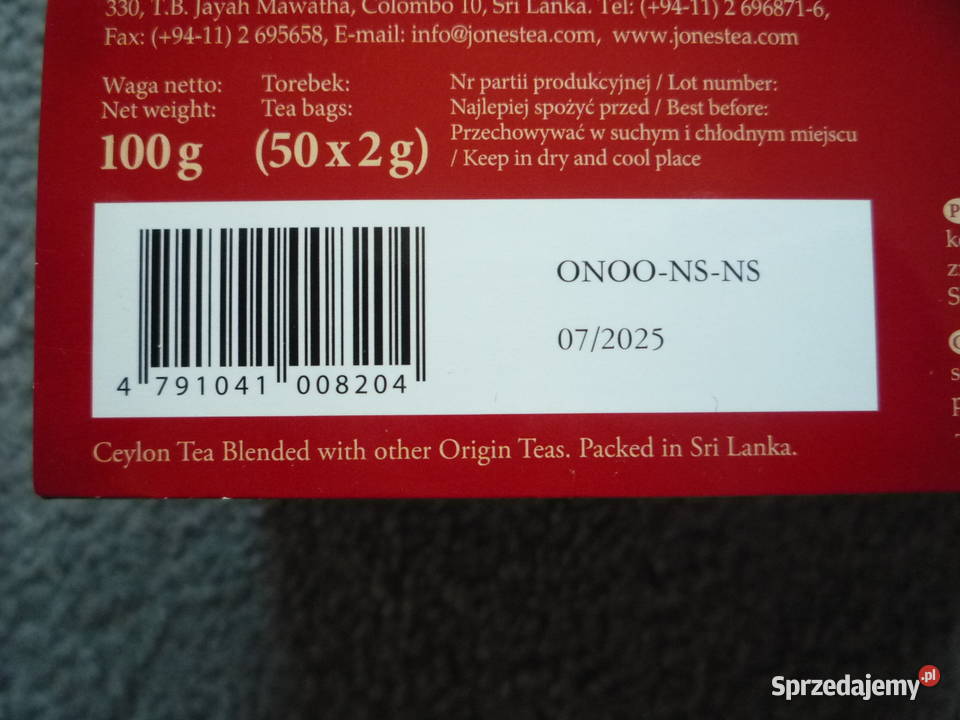 330, T.B. Jayah Mawatha, Colombo 10, Sri Lanka. Tel: (+94-11) 2 696871-6,
Fax: (+94-11) 2 695658, E-mail: info@jonestea.com, www.jonestea.com
Waga netto:
Net weight:
100 g
Torebek:
Tea bags:
(50 x 2 g)
Nr partii produkcyjnej / Lot number:
Najlepiej spożyć przed / Best before:
Przechowywać w suchym i chłodnym miejscu
/ Keep in dry and cool place
ONOO-NS-NS
07/2025
4 791041 008204
Ceylon Tea Blended with other Origin Teas. Packed in Sri Lanka.
Sprzedajemy.pl